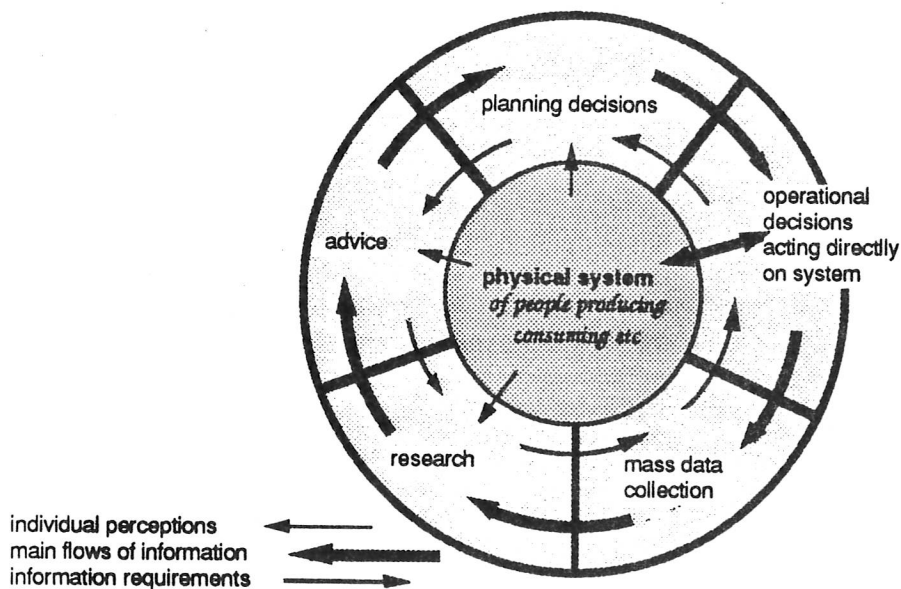 planning decisions
operational
decisions
acting directlly
on system
advice
physical system
of people producing
consuming etc
research
mass data
collection
individual perceptions
main flows of information
information requirements